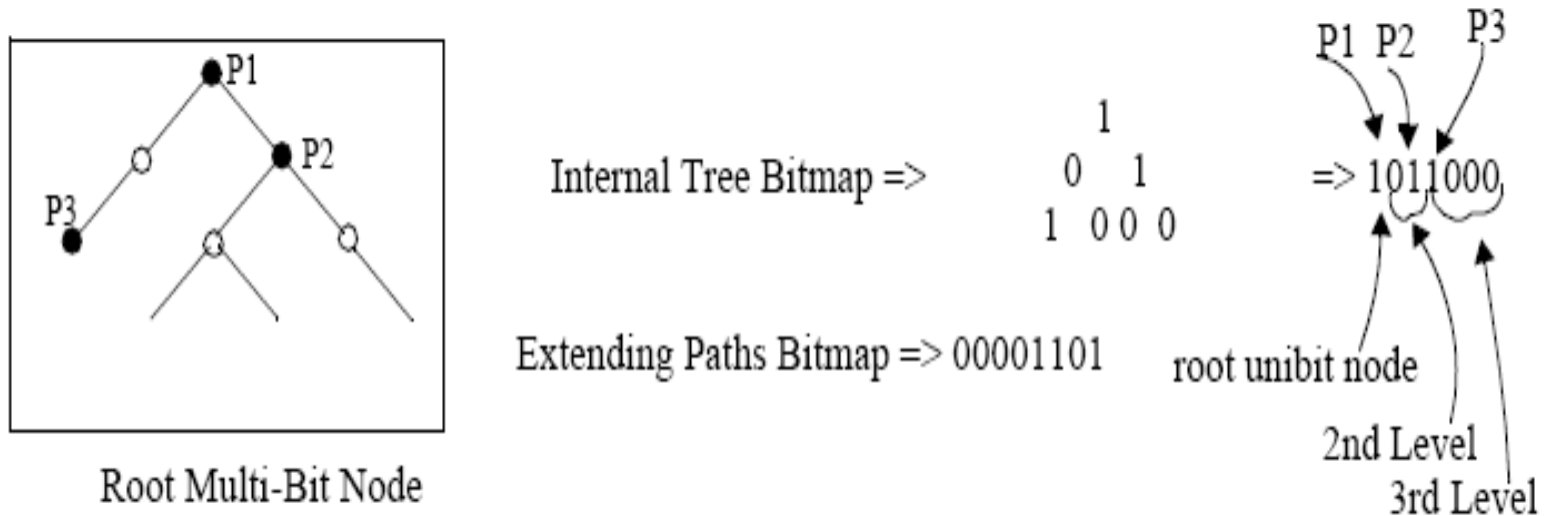 P1
P2
P3
Root Multi-Bit Node
Internal Tree Bitmap =>
1
0 1
1 0 0 0
=> 1011000
P1 P2 P3
Extending Paths Bitmap => 00001101
root unibit node
2nd Level
3rd Level